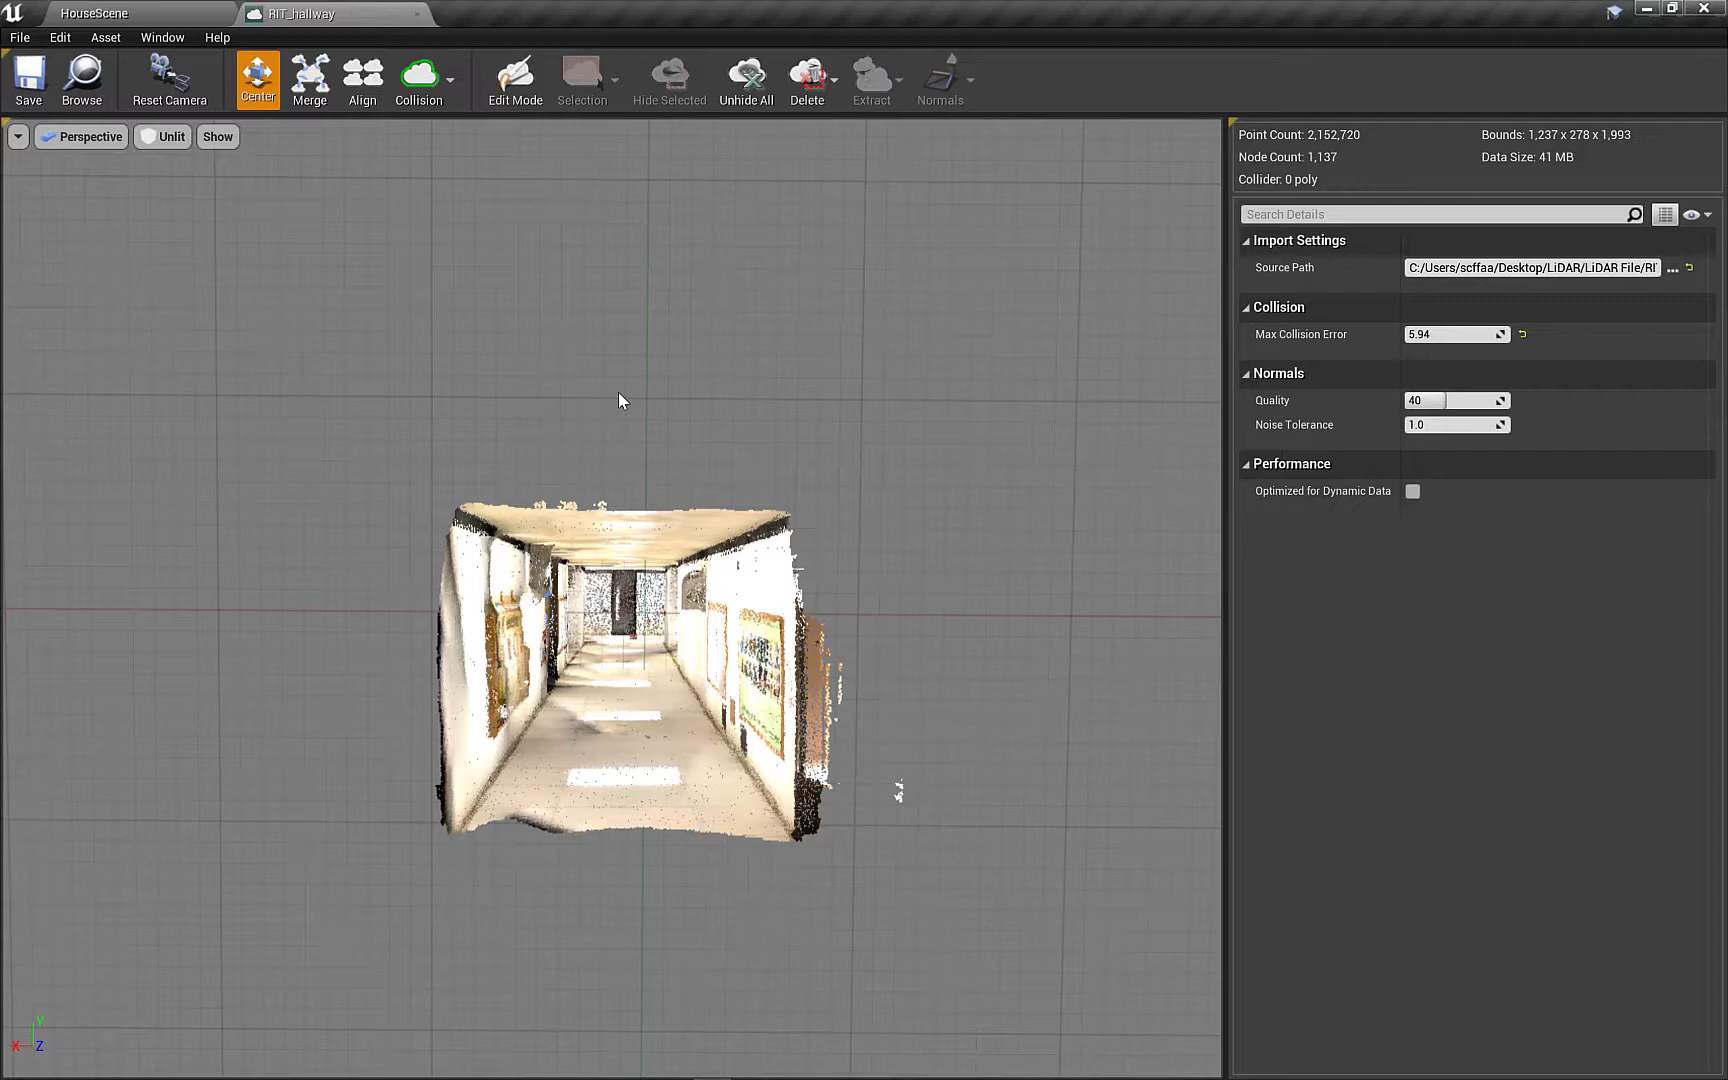 HouseScene
RIT_hallway
File Edit Asset Window Help
Save Browse Reset Camera Center Merge Align Collision Edit Mode Selection Hide Selected Unhide All Delete Extract Normals
Perspective Unlit Show
Point Count: 2,152,720 Bounds: 1,237 x 278 x 1,993
Node Count: 1,137 Data Size: 41 MB
Collider: 0 poly
Search Details
Import Settings
Source Path C:/Users/scffaa/Desktop/LiDAR/LiDAR File/RI
Collision
Max Collision Error 5.94
Normals
Quality 40
Noise Tolerance 1.0
Performance
Optimized for Dynamic Data
Y
X Z